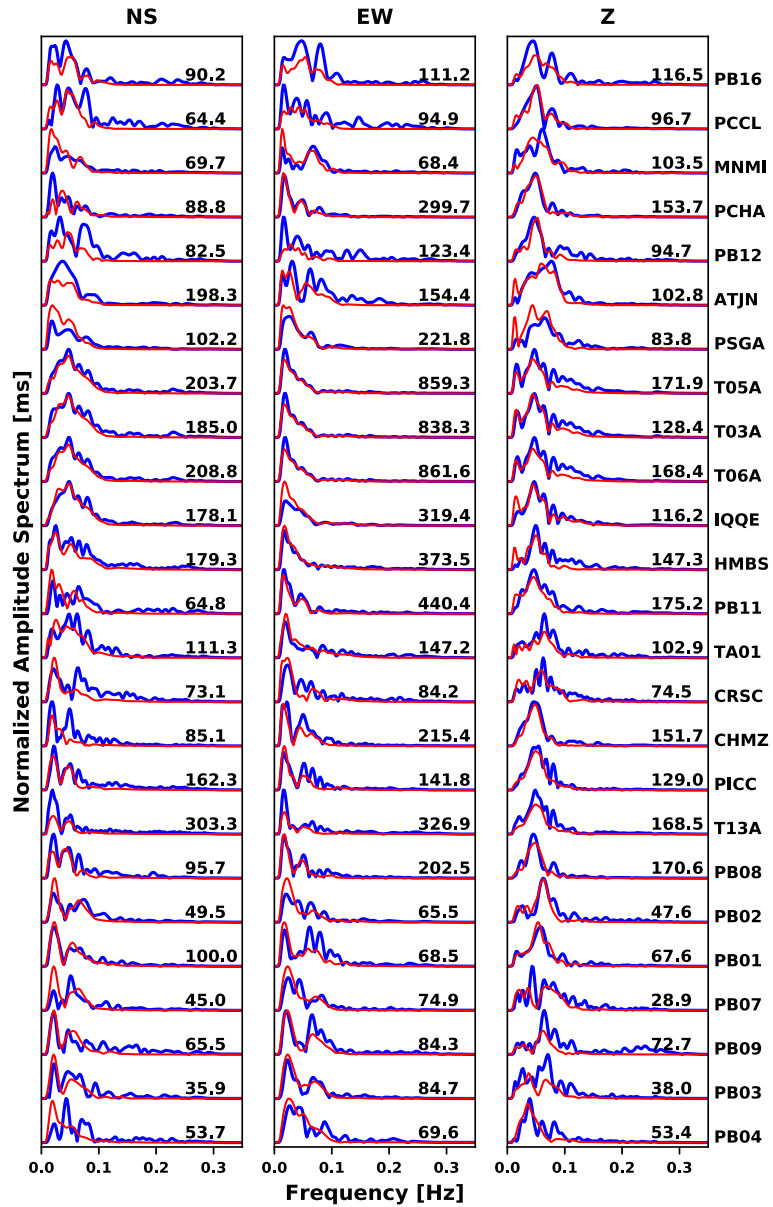 NS EW Z
90.2 111.2 116.5 PB16
64.4 94.9 96.7 PCCL
69.7 68.4 103.5 MNMI
88.8 299.7 153.7 PCHA
82.5 123.4 94.7 PB12
198.3 154.4 102.8 ATJN
102.2 221.8 83.8 PSGA
203.7 859.3 171.9 T05A
185.0 838.3 128.4 T03A
208.8 861.6 168.4 T06A
178.1 319.4 116.2 IQQE
179.3 373.5 147.3 HMBS
64.8 440.4 175.2 PB11
111.3 147.2 102.9 TA01
73.1 84.2 74.5 CRSC
85.1 215.4 151.7 CHMZ
162.3 141.8 129.0 PICC
303.3 326.9 168.5 T13A
95.7 202.5 170.6 PB08
49.5 65.5 47.6 PB02
100.0 68.5 67.6 PB01
45.0 74.9 28.9 PB07
65.5 84.3 72.7 PB09
35.9 84.7 38.0 PB03
53.7 69.6 53.4 PB04
0.0 0.1 0.2 0.3 0.0 0.1 0.2 0.3 0.0 0.1 0.2 0.3
Frequency [Hz]
Normalized Amplitude Spectrum [ms]